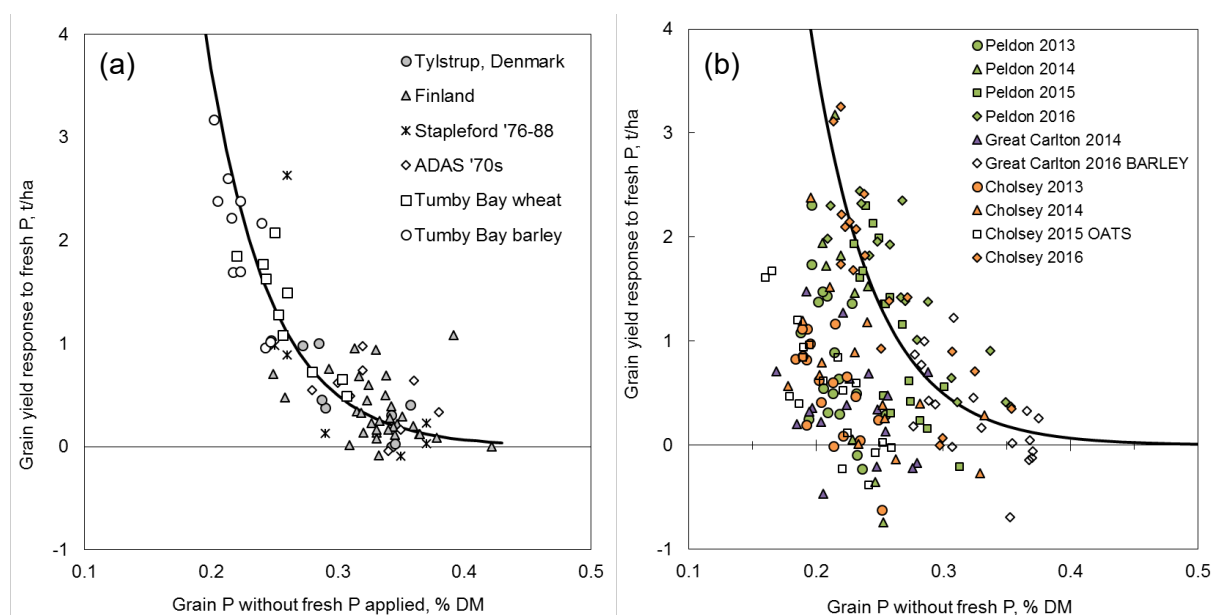 (a)
Tylstrup, Denmark
Finland
Stapleford '76-88
ADAS '70s
Tumby Bay wheat
Tumby Bay barley
Grain yield response to fresh P, t/ha
4
3
2
1
0
-1
0.1 0.2 0.3 0.4 0.5
Grain P without fresh P applied, % DM
(b)
Peldon 2013
Peldon 2014
Peldon 2015
Peldon 2016
Great Carlton 2014
Great Carlton 2016 BARLEY
Cholsey 2013
Cholsey 2014
Cholsey 2015 OATS
Cholsey 2016
Grain yield response to fresh P, t/ha
4
3
2
1
0
-1
0.1 0.2 0.3 0.4 0.5
Grain P without fresh P, % DM